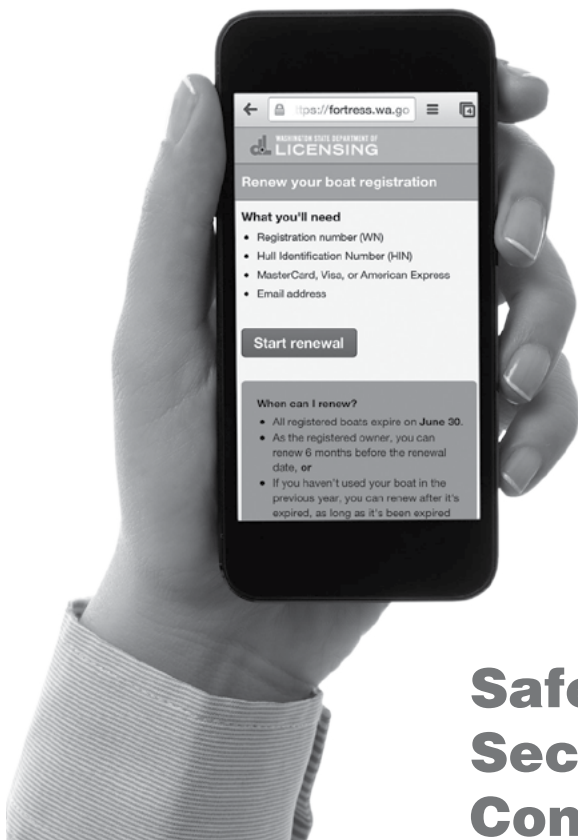 https://fortress.wa.go
4
WASHINGTON STATE DEPARTMENT OF
LICENSING
Renew your boat registration
What you'll need
• Registration number (WN)
• Hull Identification Number (HIN)
• MasterCard, Visa, or American Express
• Email address
Start renewal
When can I renew?
• All registered boats expire on June 30.
• As the registered owner, you can
renew 6 months before the renewal
date, or
• If you haven't used your boat in the
previous year, you can renew after it's
expired, as long as it's been expired
Safe
Sec
Con